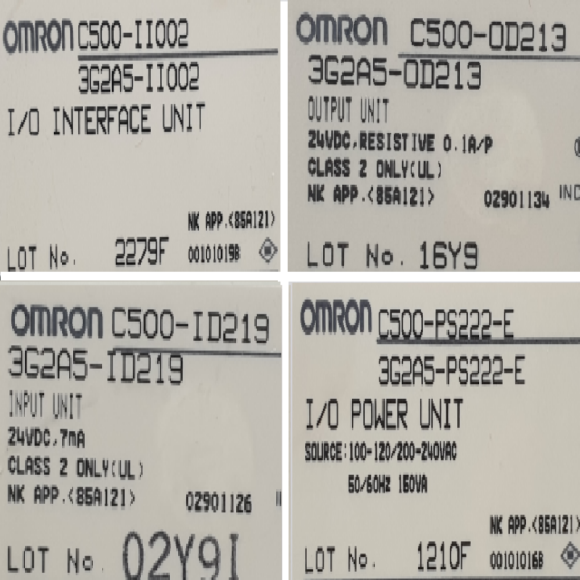 OMRON C500-II002
3G2A5-II002
I/O INTERFACE UNIT
NK APP.<85A121>
LOT No. 2279F 00101019B
OMRON C500-OD213
3G2A5-OD213
OUTPUT UNIT
24VDC,RESISTIVE 0.1A/P
CLASS 2 ONLY(UL)
NK APP.<85A121> 02901134 IND
LOT No. 16Y9
OMRON C500-ID219
3G2A5-ID219
INPUT UNIT
24VDC,7mA
CLASS 2 ONLY(UL)
NK APP.<85A121> 02901126
LOT No. 02Y9I
OMRON C500-PS222-E
3G2A5-PS222-E
I/O POWER UNIT
SOURCE:100-120/200-240VAC
50/60HZ 150VA
NK APP.<85A121>
LOT No. 1210F 00101016B